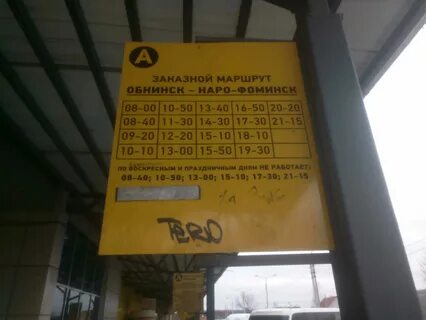 А
ЗАКАЗНОЙ МАРШРУТ
ОБНИНСК - НАРО-ФОМИНСК
08-00 10-50 13-40 16-50 20-20
08-40 11-30 14-30 17-30 21-15
09-20 12-20 15-10 18-10
10-10 13-00 15-50 19-30
ПО ВОСКРЕСНЫМ И ПРАЗДНИЧНЫМ ДНЯМ НЕ РАБОТАЕТ:
08-40; 10-50; 13-00; 15-10; 17-30; 21-15